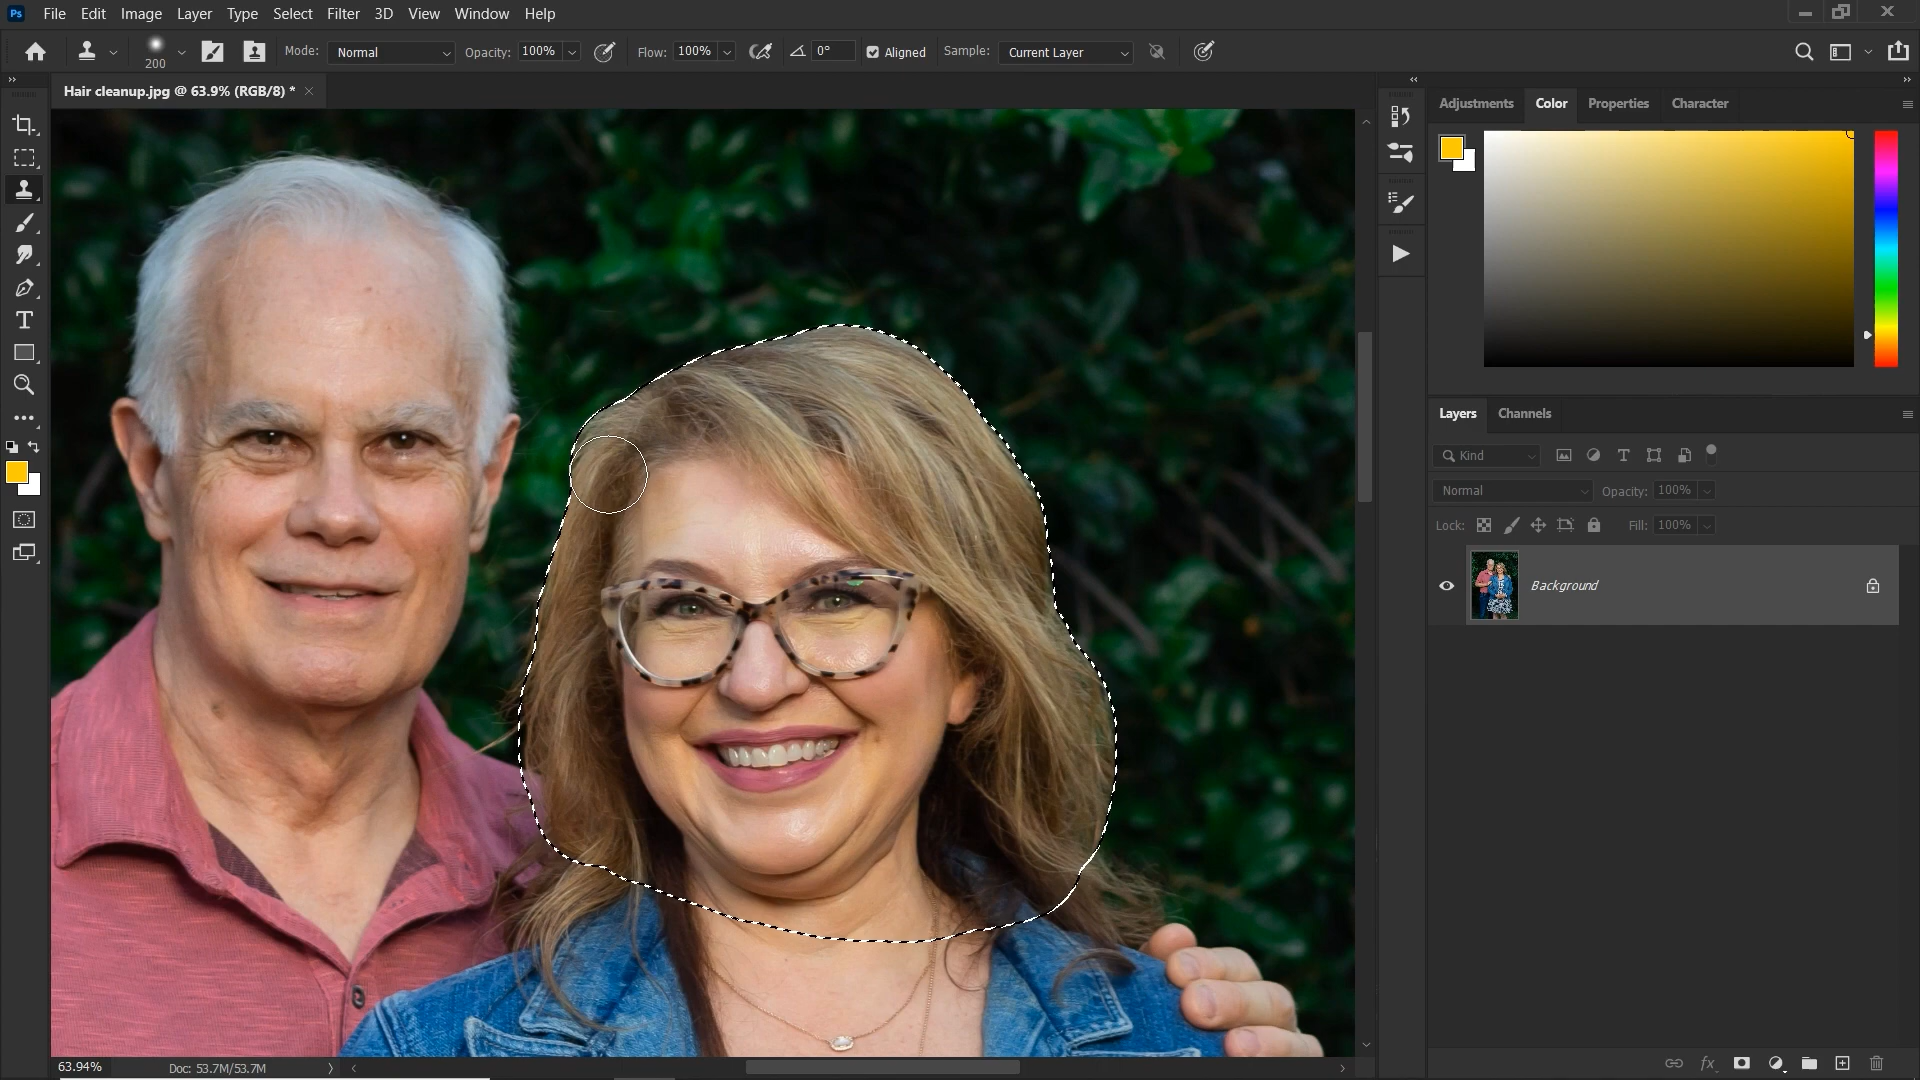 Ps File Edit Image Layer Type Select Filter 3D View Window Help
200 Mode: Normal Opacity: 100% Flow: 100% 0° Aligned Sample: Current Layer
Hair cleanup.jpg @ 63.9% (RGB/8) *
Adjustments Color Properties Character
Layers Channels
Kind
Normal Opacity: 100%
Lock: Fill: 100%
Background
63.94% Doc: 53.7M/53.7M
fx